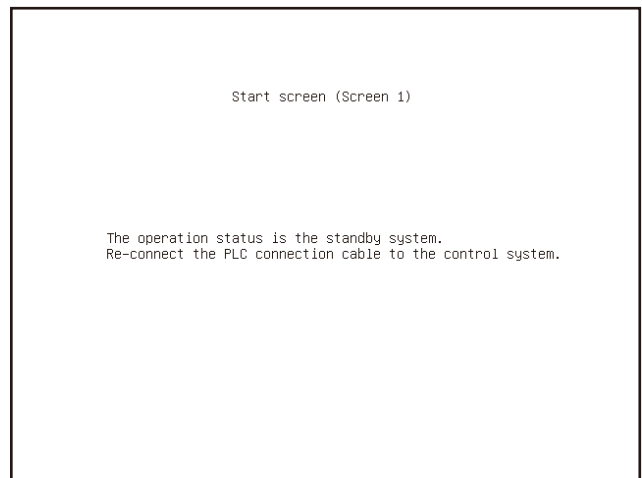 Start screen (Screen 1)
The operation status is the standby system.
Re-connect the PLC connection cable to the control system.